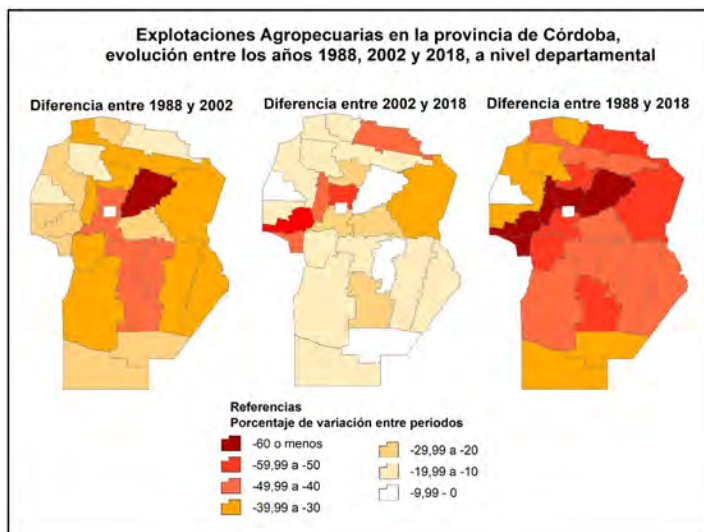 Explotaciones Agropecuarias en la provincia de Córdoba,
evolución entre los años 1988, 2002 y 2018, a nivel departamental
Diferencia entre 1988 y 2002
Diferencia entre 2002 y 2018
Diferencia entre 1988 y 2018
Referencias
Porcentaje de variación entre periodos
-60 o menos
-59,99 a -50
-49,99 a -40
-39,99 a -30
-29,99 a -20
-19,99 a -10
-9,99 - 0